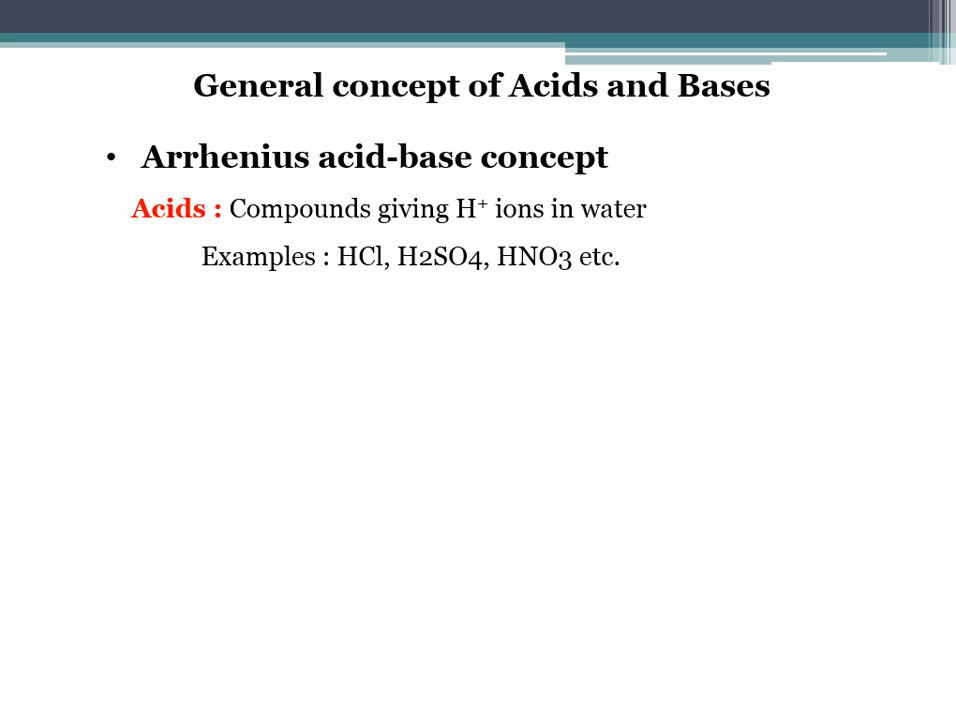 General concept of Acids and Bases
• Arrhenius acid-base concept
Acids : Compounds giving H⁺ ions in water
Examples : HCl, H2SO4, HNO3 etc.